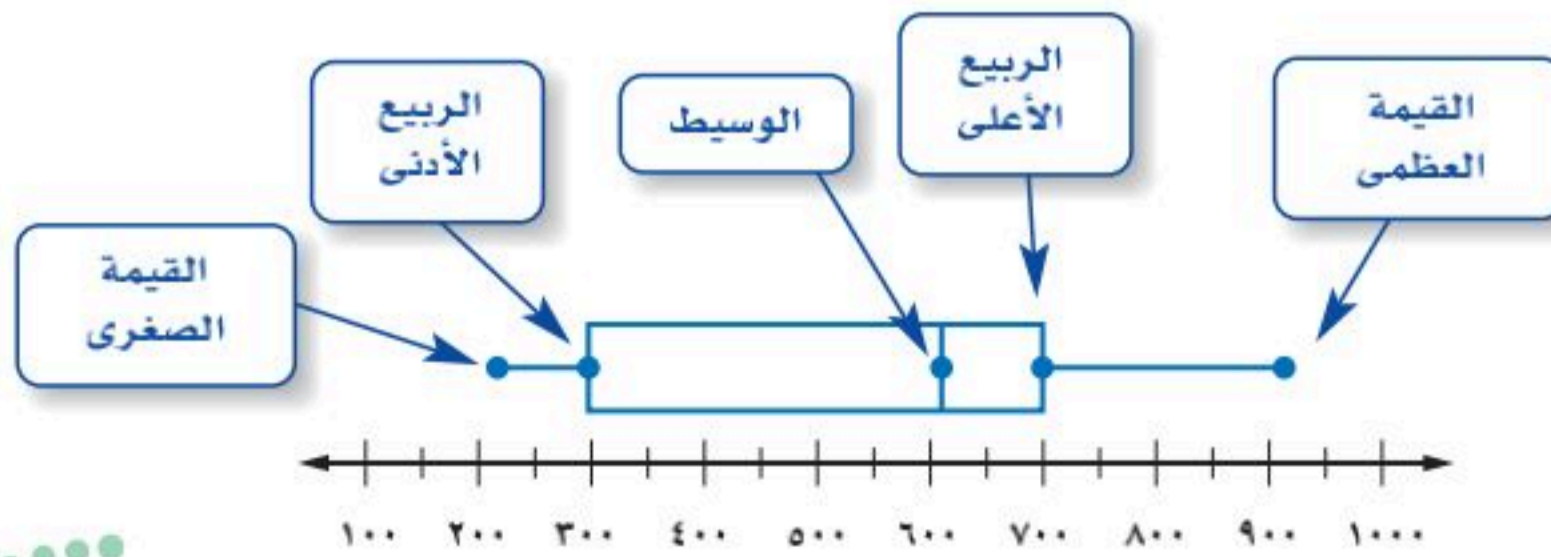 القيمة
الصغرى
الربيع
الأدنى
الوسيط
الربيع
الأعلى
القيمة
العظمى
١٠٠ ٢٠٠ ٣٠٠ ٤٠٠ ٥٠٠ ٦٠٠ ٧٠٠ ٨٠٠ ٩٠٠ ١٠٠٠